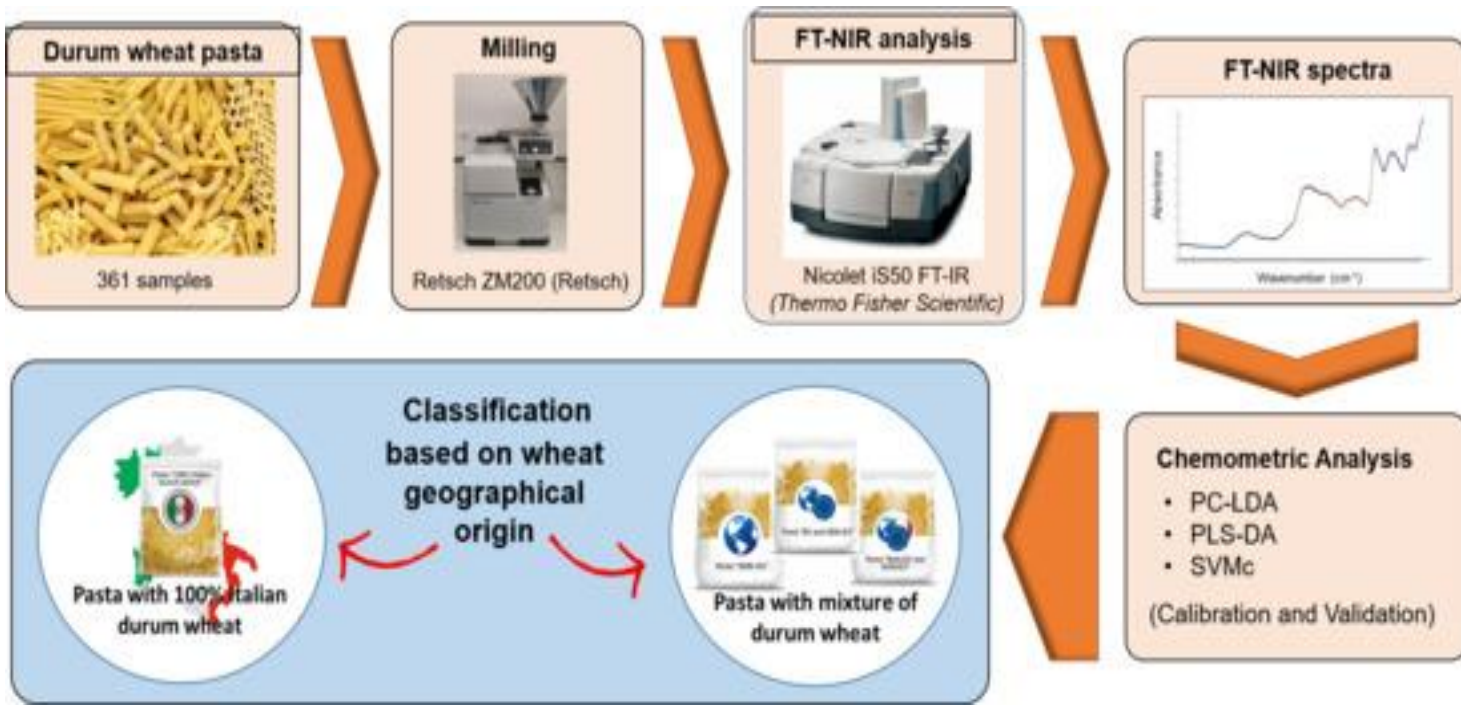 Durum wheat pasta
361 samples
Milling
Retsch ZM200 (Retsch)
FT-NIR analysis
Nicolet iS50 FT-IR
(Thermo Fisher Scientific)
FT-NIR spectra
Absorbance
Wavenumber (cm⁻¹)
Chemometric Analysis
• PC-LDA
• PLS-DA
• SVMc
(Calibration and Validation)
Classification
based on wheat
geographical
origin
Pasta with 100% Italian
durum wheat
Pasta with mixture of
durum wheat